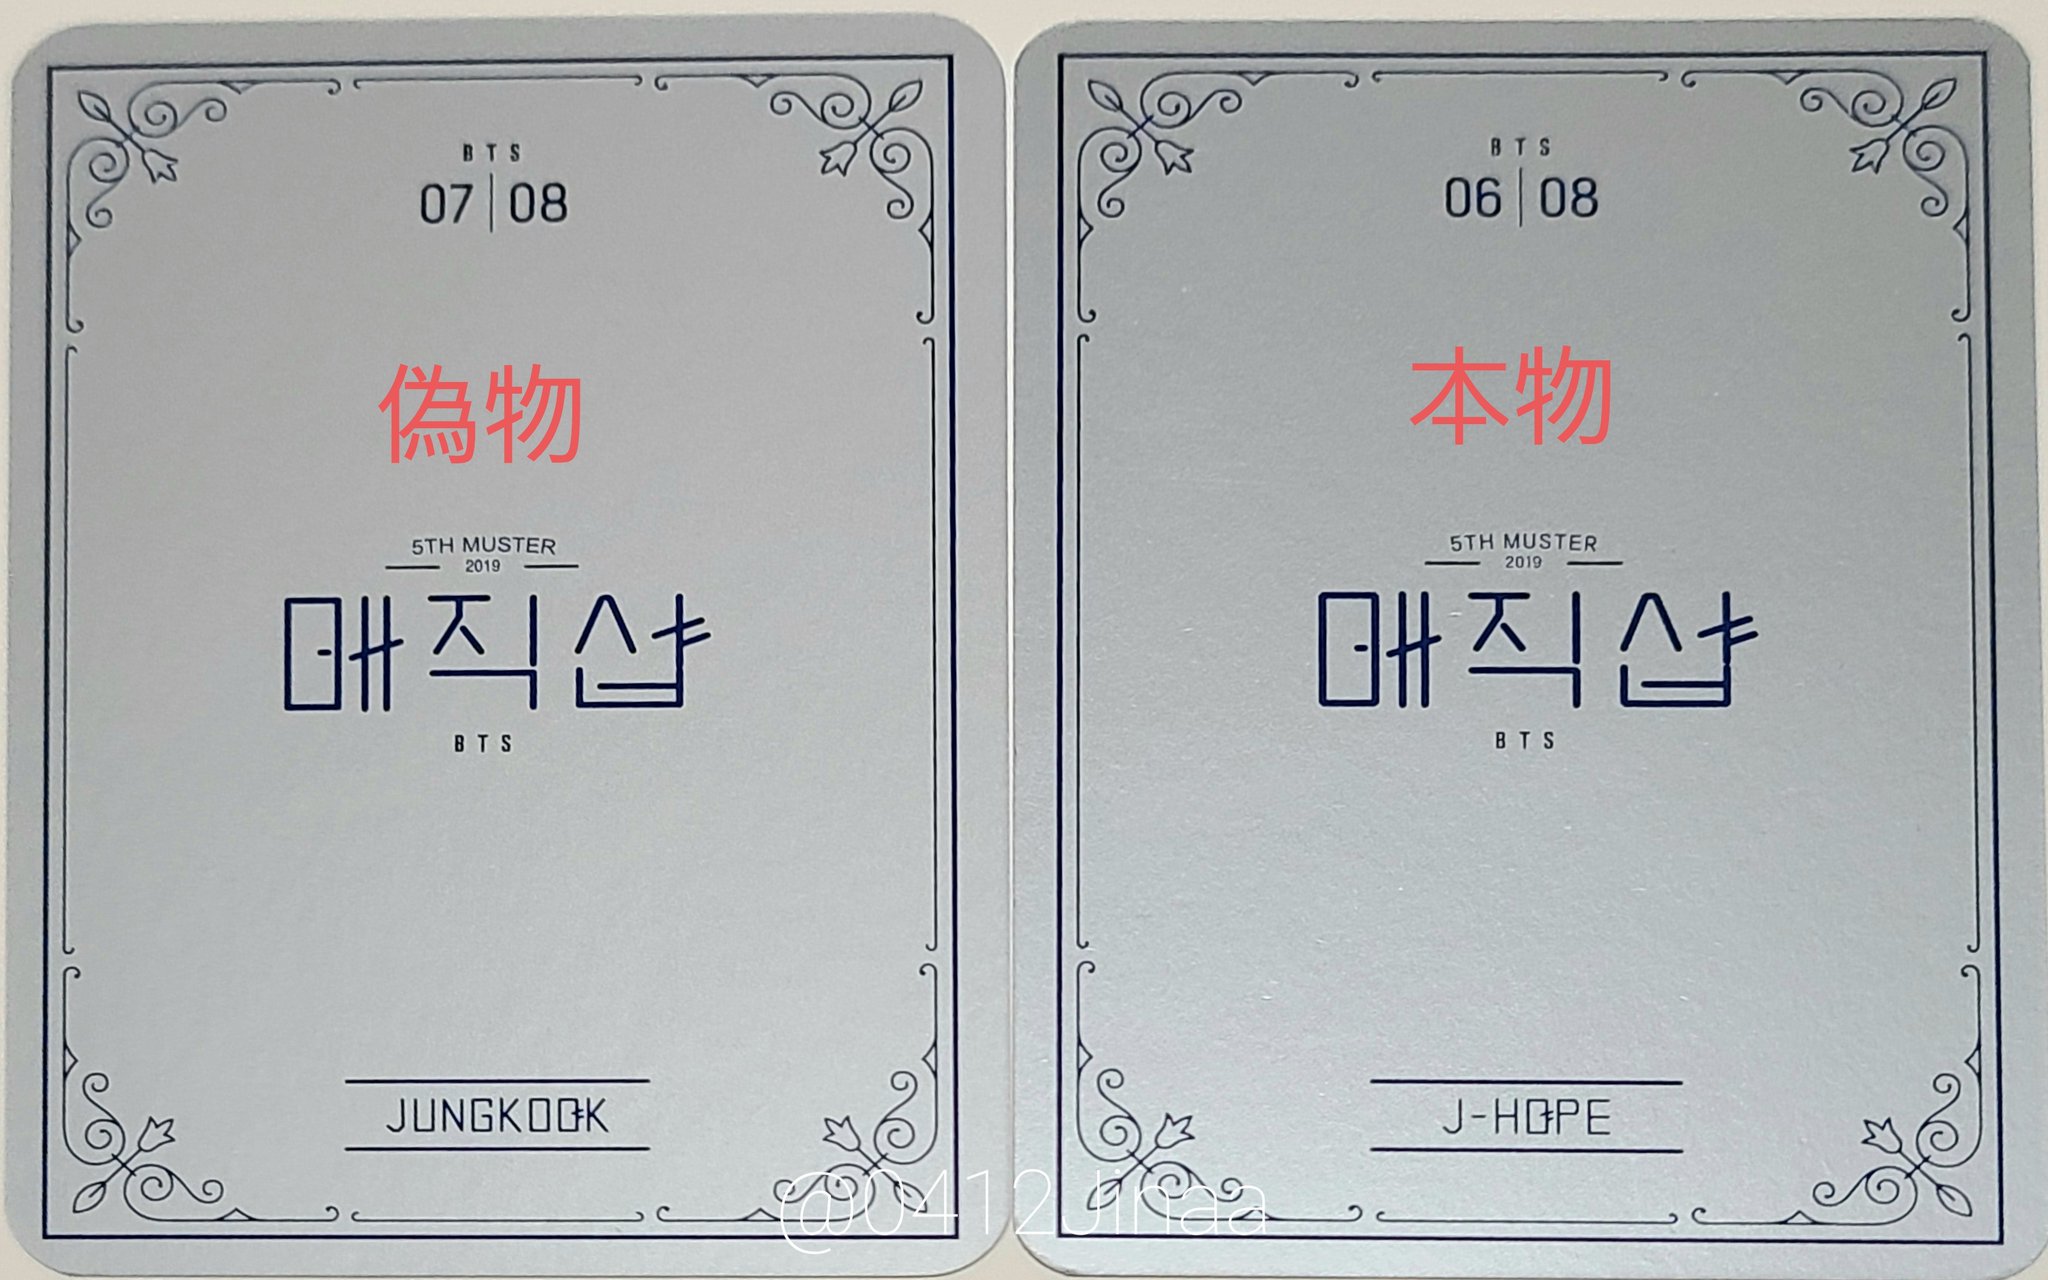 BTS
07|08
偽物
5TH MUSTER
2019
매직샵
BTS
JUNGKOOK
BTS
06|08
本物
5TH MUSTER
2019
매직샵
BTS
J-HOPE
@0412Jinaa